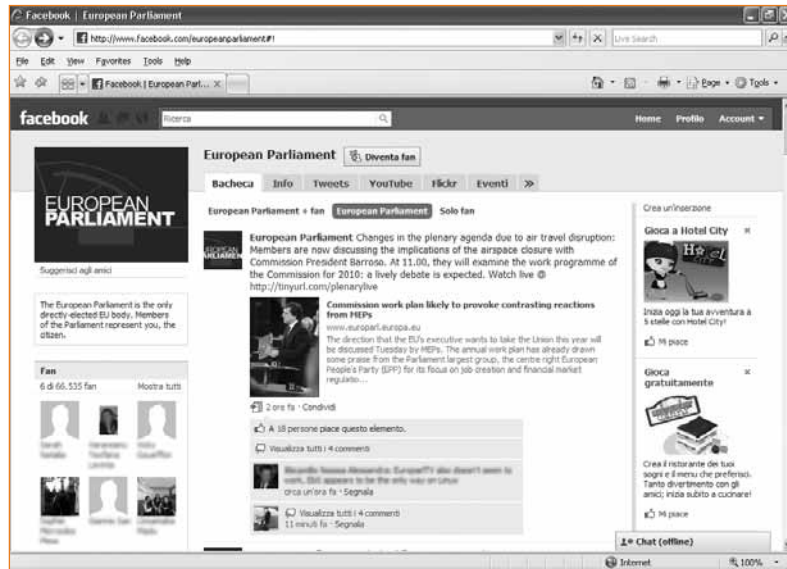 Facebook | European Parliament
http://www.facebook.com/europeanparliament#!
Live Search
File Edit View Favorites Tools Help
Facebook | European Parl...
Page Tools
facebook
Ricerca
Home Profilo Account
EUROPEAN
PARLIAMENT
Suggerisci agli amici
The European Parliament is the only
directly-elected EU body. Members
of the Parliament represent you, the
citizen.
Fan
6 di 66.535 fan Mostra tutti
European Parliament Diventa fan
Bacheca Info Tweets YouTube Flickr Eventi »
European Parliament + fan European Parliament Solo fan
EUROPEAN
PARLIAMENT
European Parliament Changes in the plenary agenda due to air travel disruption:
Members are now discussing the implications of the airspace closure with
Commission President Barroso. At 11.00, they will examine the work programme of
the Commission for 2010: a lively debate is expected. Watch live @
http://tinyurl.com/plenarylive
Commission work plan likely to provoke contrasting reactions
from MEPs
www.europarl.europa.eu
The direction that the EU's executive wants to take the Union this year will
be discussed Tuesday by MEPs. The annual work plan has already drawn
some praise from the Parliament largest group, the centre right European
People's Party (EPP) for its focus on job creation and financial market
regulatio...
2 ore fa · Condividi
A 18 persone piace questo elemento.
Visualizza tutti i 4 commenti
circa un'ora fa · Segnala
Visualizza tutti i 4 commenti
11 minuti fa · Segnala
Crea un'inserzione
Gioca a Hotel City!
Inizia oggi la tua avventura a
5 stelle con Hotel City!
Mi piace
Gioca
gratuitamente
Crea il ristorante dei tuoi
sogni e il menu che preferisci.
Tanto divertimento con gli
amici; inizia subito a cucinare!
Mi piace
Chat (offline)
Internet 100%